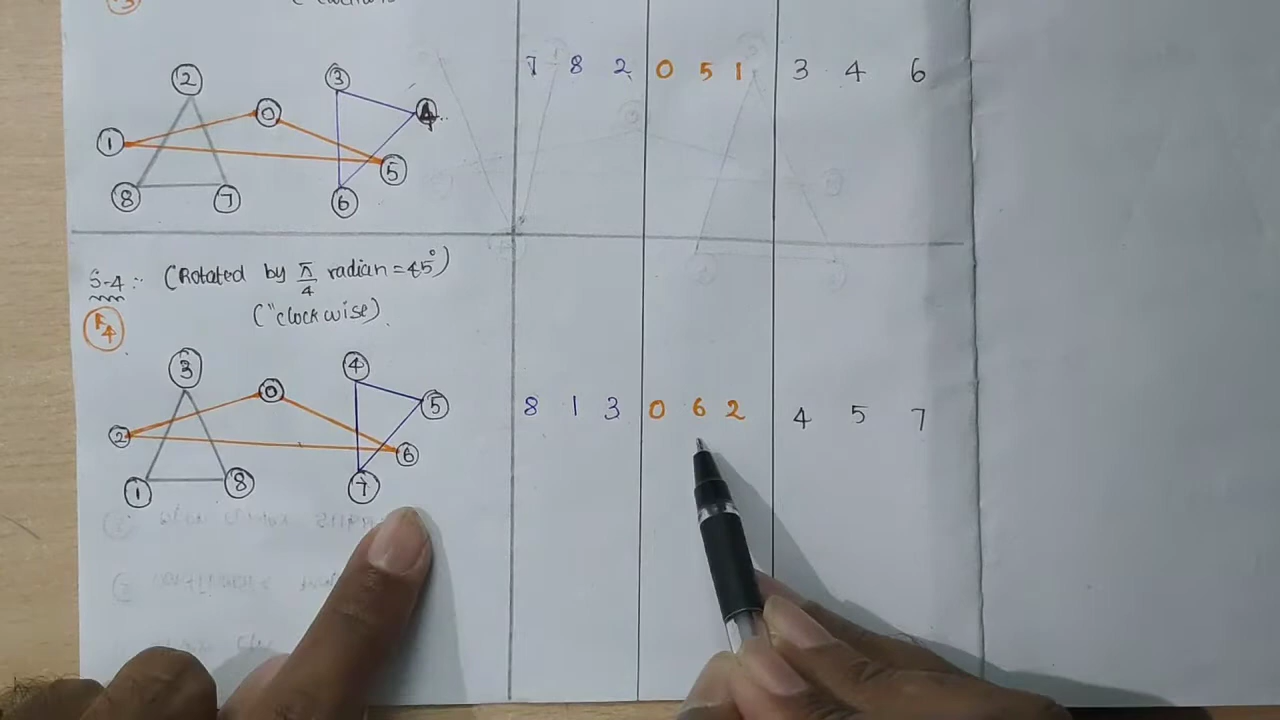 7 8 2 0 5 1 3 4 6
2 3
0 4
1 5
8 7 6
S-4 :- (Rotated by π/4 radian = 45°)
("clockwise).
F4
3 4
0 5
2 6
1 8 7
8 1 3 0 6 2 4 5 7